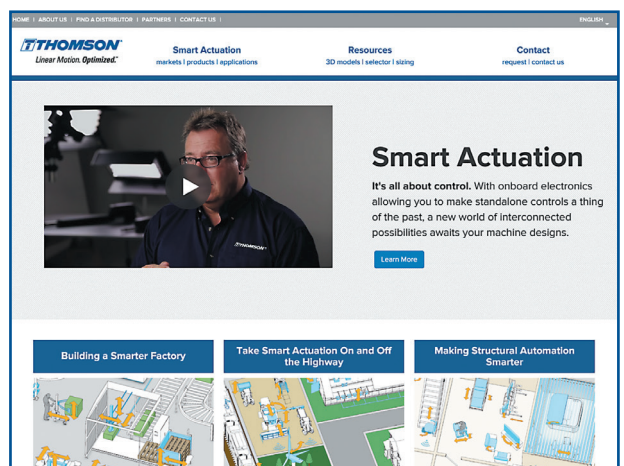 HOME | ABOUT US | FIND A DISTRIBUTOR | PARTNERS | CONTACT US |
ENGLISH
THOMSON
Linear Motion. Optimized.™
Smart Actuation
markets | products | applications
Resources
3D models | selector | sizing
Contact
request | contact us
THOMSON
Smart Actuation
It's all about control. With onboard electronics
allowing you to make standalone controls a thing
of the past, a new world of interconnected
possibilities awaits your machine designs.
Learn More
Building a Smarter Factory
Take Smart Actuation On and Off
the Highway
Making Structural Automation
Smarter